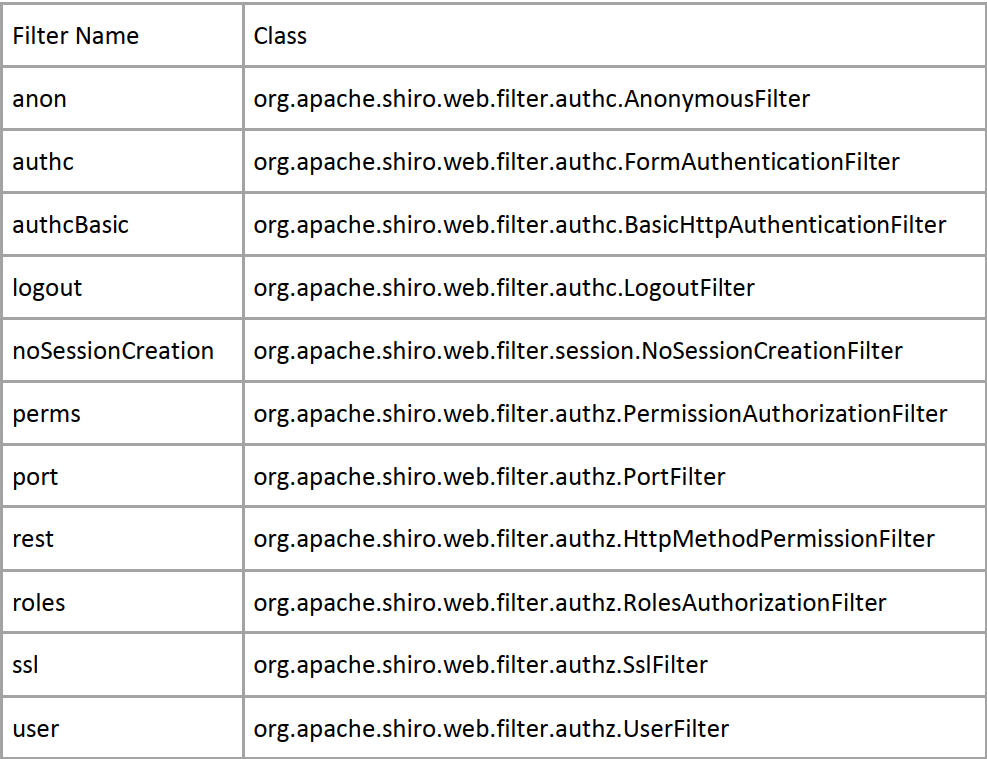 Filter Name Class
anon org.apache.shiro.web.filter.authc.AnonymousFilter
authc org.apache.shiro.web.filter.authc.FormAuthenticationFilter
authcBasic org.apache.shiro.web.filter.authc.BasicHttpAuthenticationFilter
logout org.apache.shiro.web.filter.authc.LogoutFilter
noSessionCreation org.apache.shiro.web.filter.session.NoSessionCreationFilter
perms org.apache.shiro.web.filter.authz.PermissionAuthorizationFilter
port org.apache.shiro.web.filter.authz.PortFilter
rest org.apache.shiro.web.filter.authz.HttpMethodPermissionFilter
roles org.apache.shiro.web.filter.authz.RolesAuthorizationFilter
ssl org.apache.shiro.web.filter.authz.SslFilter
user org.apache.shiro.web.filter.authz.UserFilter